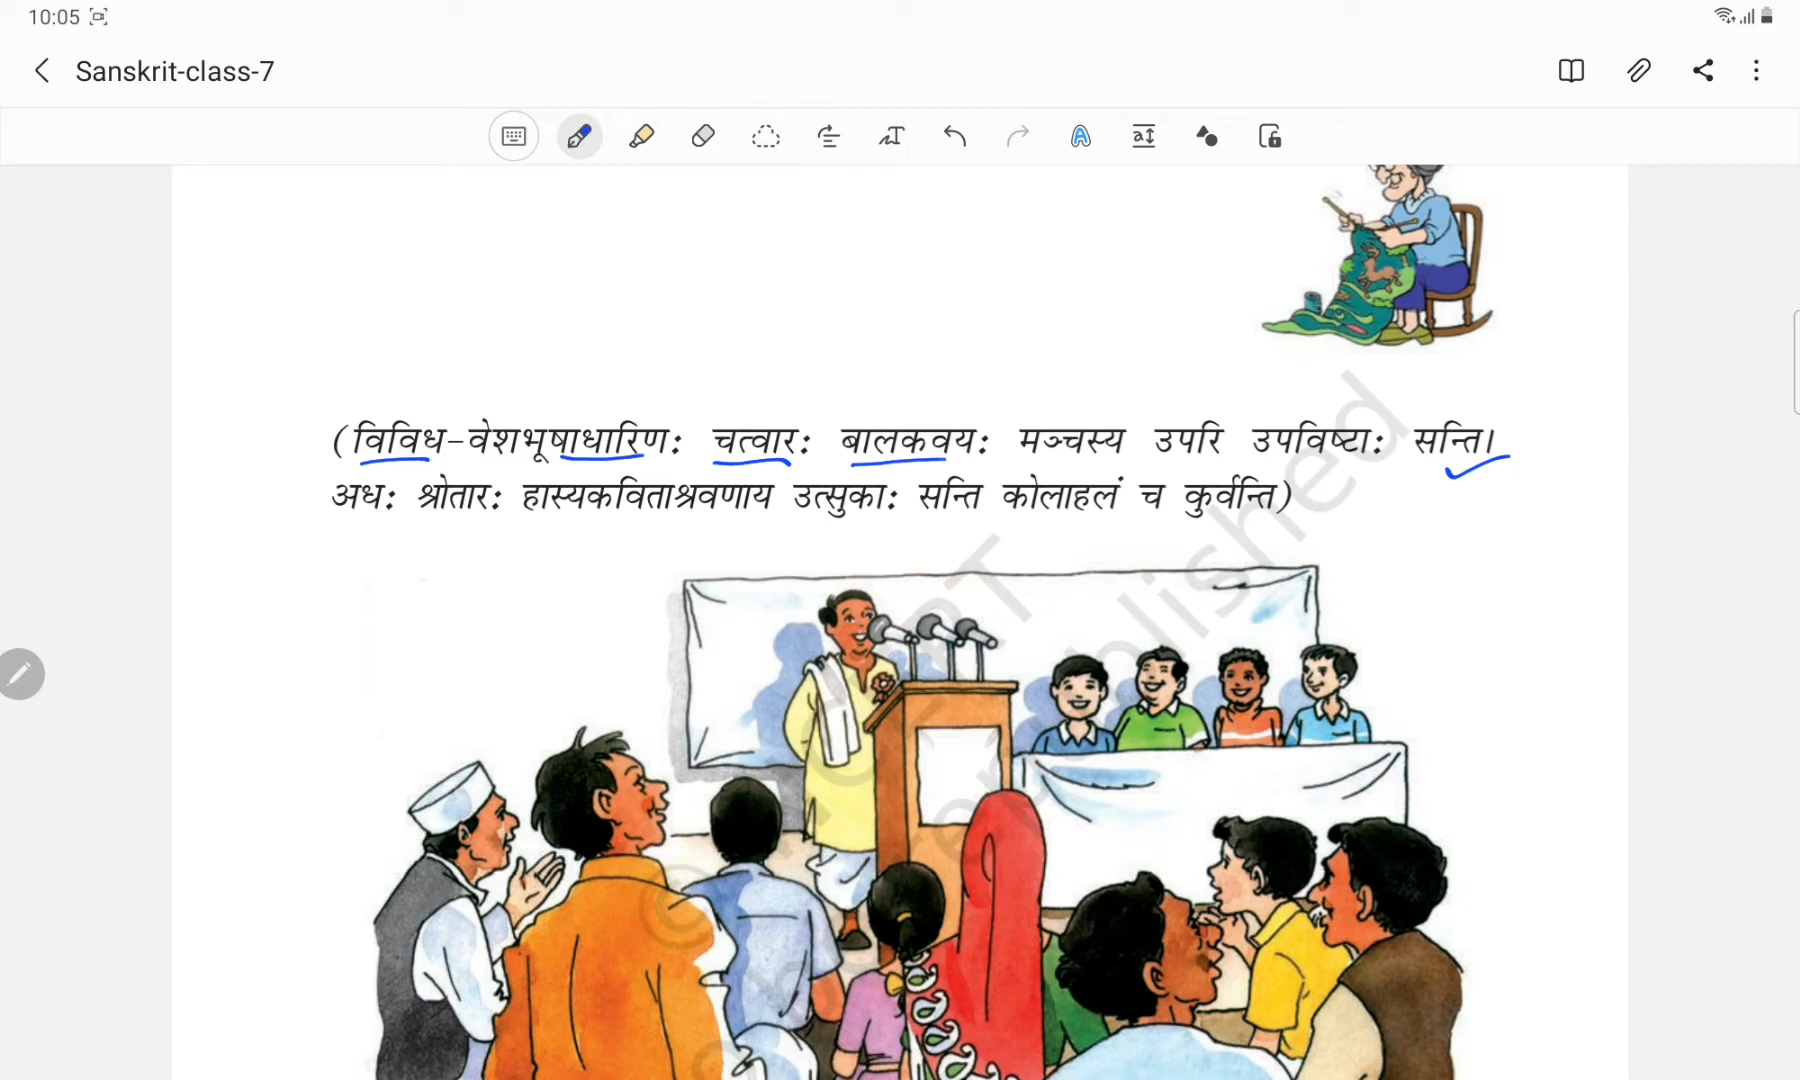 10:05
Sanskrit-class-7
(विविध-वेशभूषाधारिणः चत्वारः बालकवयः मञ्चस्य उपरि उपविष्टाः सन्ति।
अधः श्रोतारः हास्यकविताश्रवणाय उत्सुकाः सन्ति कोलाहलं च कुर्वन्ति)